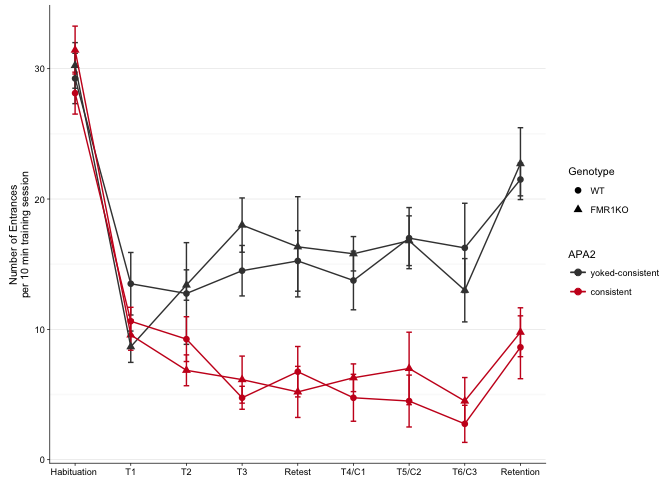 Number of Entrances
per 10 min training session
30
20
10
0
Habituation T1 T2 T3 Retest T4/C1 T5/C2 T6/C3 Retention
Genotype
WT
FMR1KO
APA2
yoked-consistent
consistent